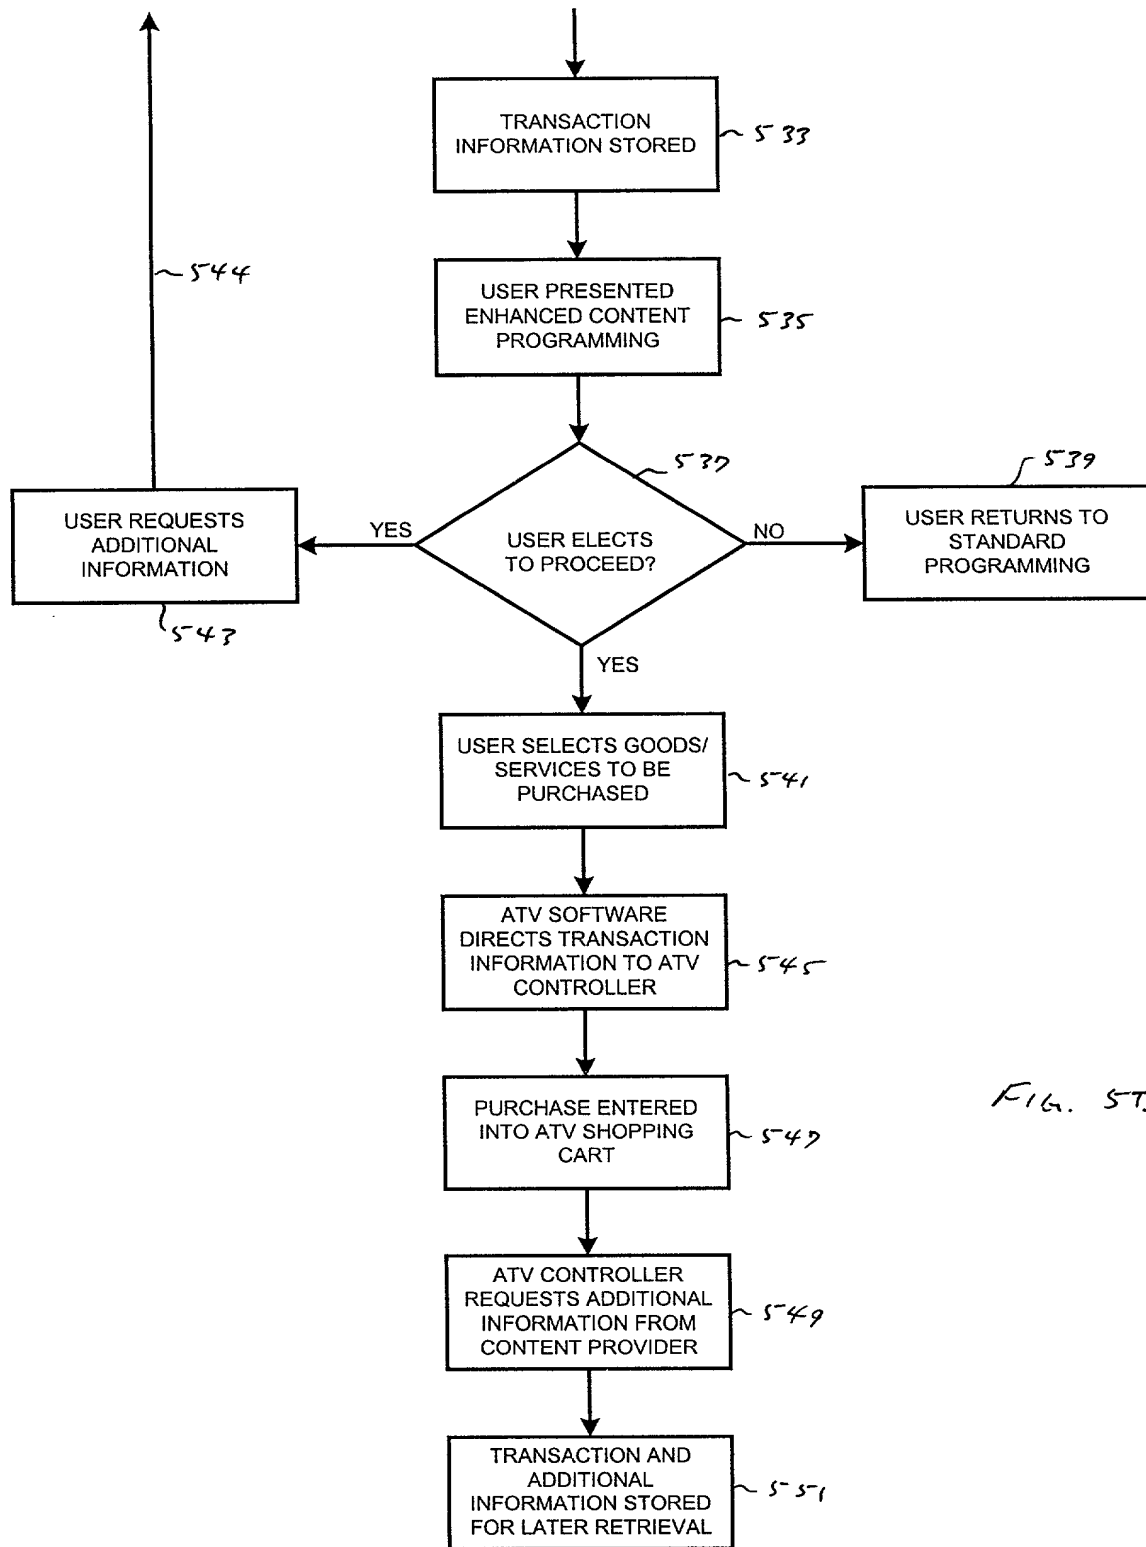 TRANSACTION
INFORMATION STORED
533
544
USER PRESENTED
ENHANCED CONTENT
PROGRAMMING
535
537
539
USER REQUESTS
ADDITIONAL
INFORMATION
YES
USER ELECTS
TO PROCEED?
NO
USER RETURNS TO
STANDARD
PROGRAMMING
543
YES
USER SELECTS GOODS/
SERVICES TO BE
PURCHASED
541
ATV SOFTWARE
DIRECTS TRANSACTION
INFORMATION TO ATV
CONTROLLER
545
PURCHASE ENTERED
INTO ATV SHOPPING
CART
547
FIG.
ATV CONTROLLER
REQUESTS ADDITIONAL
INFORMATION FROM
CONTENT PROVIDER
549
TRANSACTION AND
ADDITIONAL
INFORMATION STORED
FOR LATER RETRIEVAL
551